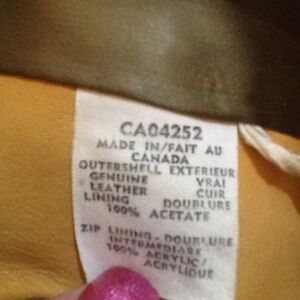 CA04252
MADE IN/FAIT AU
CANADA
OUTERSHELL EXTERIEUR
GENUINE VRAI
LEATHER CUIR
LINING DOUBLURE
100% ACETATE
ZIP LINING - DOUBLURE
INTERMEDIARE
100% ACRYLIC/
ACRYLIQUE